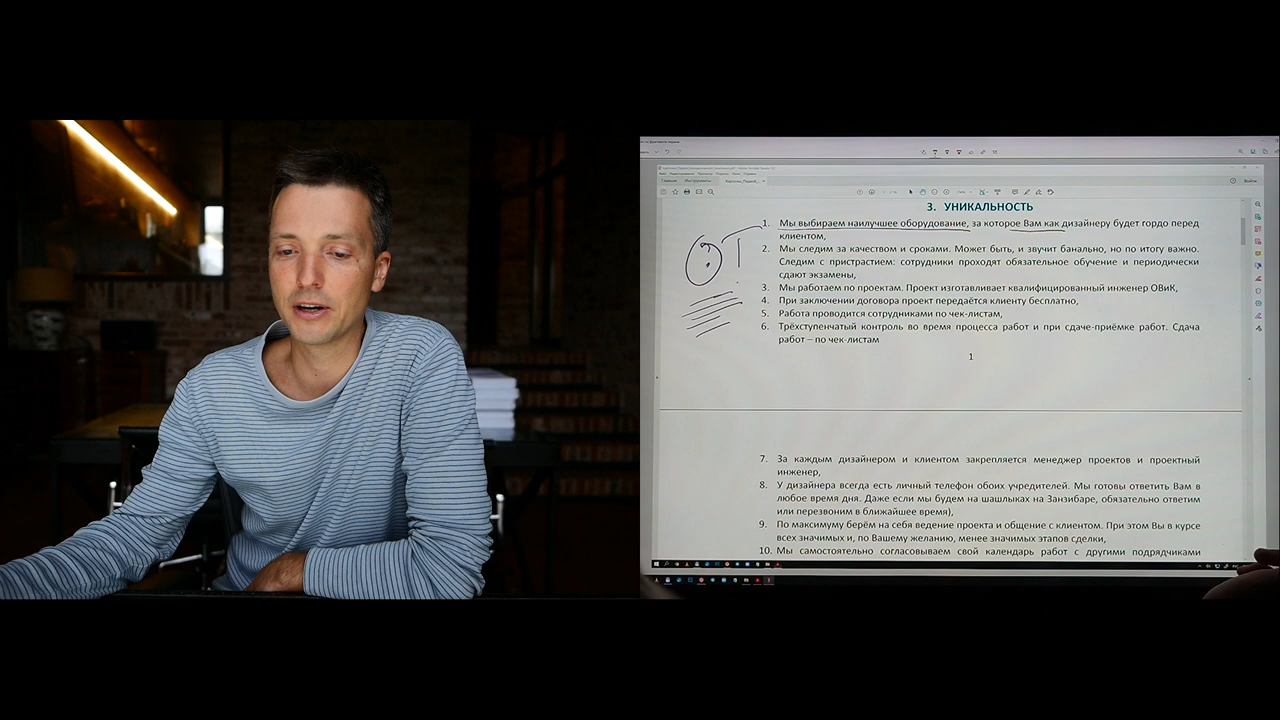 3. УНИКАЛЬНОСТЬ
1. Мы выбираем наилучшее оборудование, за которое Вам как дизайнеру будет гордо перед
клиентом,
2. Мы следим за качеством и сроками. Может быть, и звучит банально, но по итогу важно.
Следим с пристрастием: сотрудники проходят обязательное обучение и периодически
сдают экзамены,
3. Мы работаем по проектам. Проект изготавливает квалифицированный инженер ОВиК,
4. При заключении договора проект передаётся клиенту бесплатно,
5. Работа проводится сотрудниками по чек-листам,
6. Трёхступенчатый контроль во время процесса работ и при сдаче-приёмке работ. Сдача
работ – по чек-листам
1
7. За каждым дизайнером и клиентом закрепляется менеджер проектов и проектный
инженер,
8. У дизайнера всегда есть личный телефон обоих учредителей. Мы готовы ответить Вам в
любое время дня. Даже если мы будем на шашлыках на Занзибаре, обязательно ответим
или перезвоним в ближайшее время),
9. По максимуму берём на себя ведение проекта и общение с клиентом. При этом Вы в курсе
всех значимых и, по Вашему желанию, менее значимых этапов сделки,
10. Мы самостоятельно согласовываем свой календарь работ с другими подрядчиками